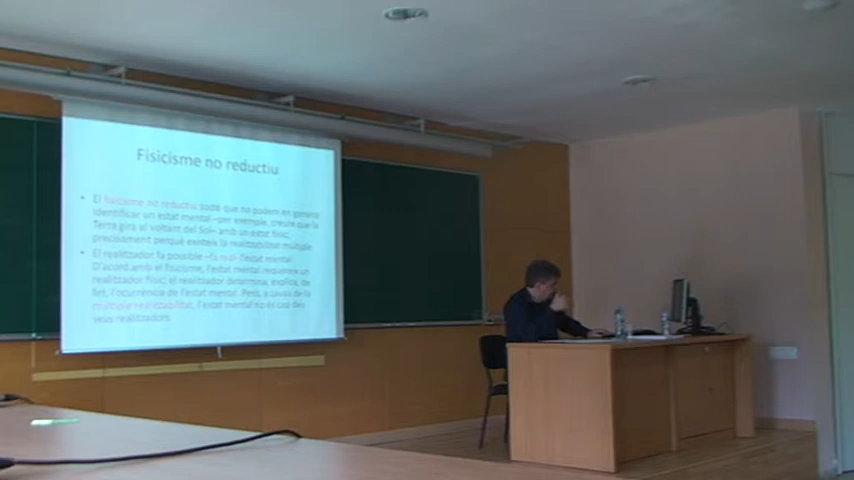 Fisicisme no reductiu
• El fisicisme no reductiu sosté que no podem en general
identificar un estat mental –per exemple, creure que la
Terra gira al voltant del Sol– amb un estat físic,
precisament perquè existeix la realitzabilitat múltiple.
• El realitzador fa possible –fa real– l'estat mental.
D'acord amb el fisicisme, l'estat mental requereix un
realitzador físic; el realitzador determina, explica, de
fet, l'ocurrència de l'estat mental. Però, a causa de la
múltiple realitzabilitat, l'estat mental no és cap dels
seus realitzadors.